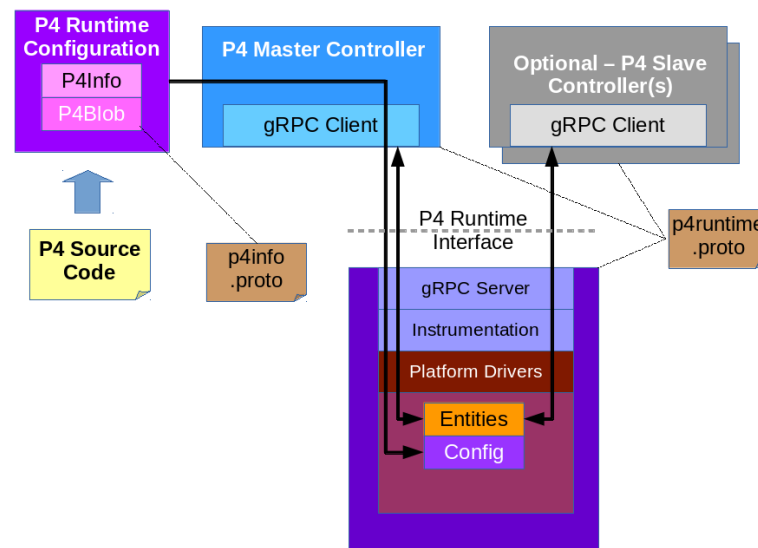 P4 Runtime
Configuration
P4Info
P4Blob
P4 Master Controller
gRPC Client
Optional – P4 Slave
Controller(s)
gRPC Client
P4 Source
Code
p4info
.proto
P4 Runtime
Interface
p4runtime
.proto
gRPC Server
Instrumentation
Platform Drivers
Entities
Config